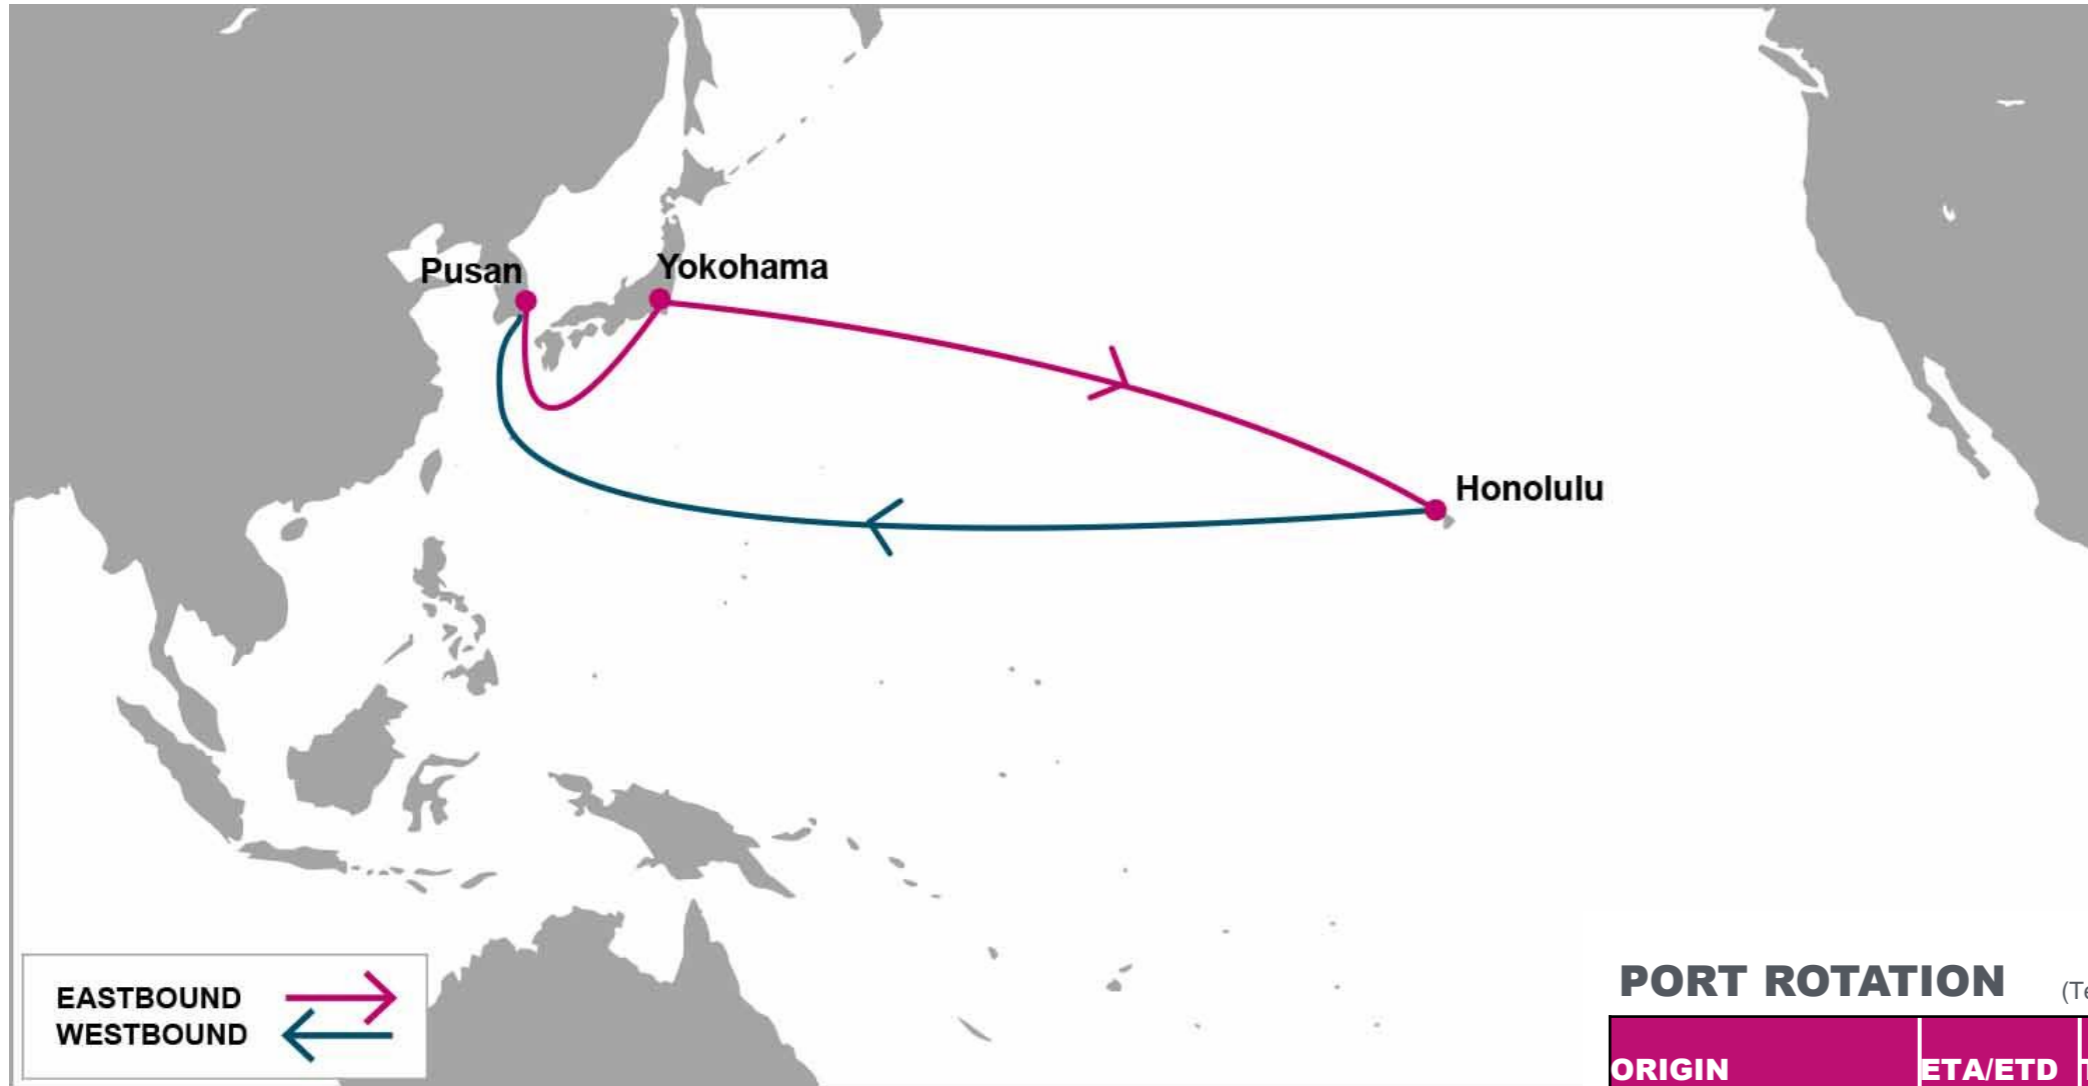 Pusan
Yokohama
Honolulu
EASTBOUND
WESTBOUND
PORT ROTATION
ORIGIN ETA/ETD